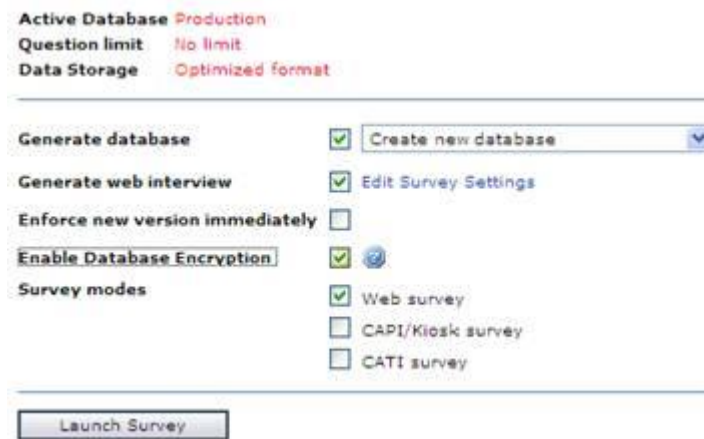 Active Database Production
Question limit No limit
Data Storage Optimized format
Generate database Create new database
Generate web interview Edit Survey Settings
Enforce new version immediately
Enable Database Encryption ?
Survey modes Web survey
CAPI/Kiosk survey
CATI survey
Launch Survey